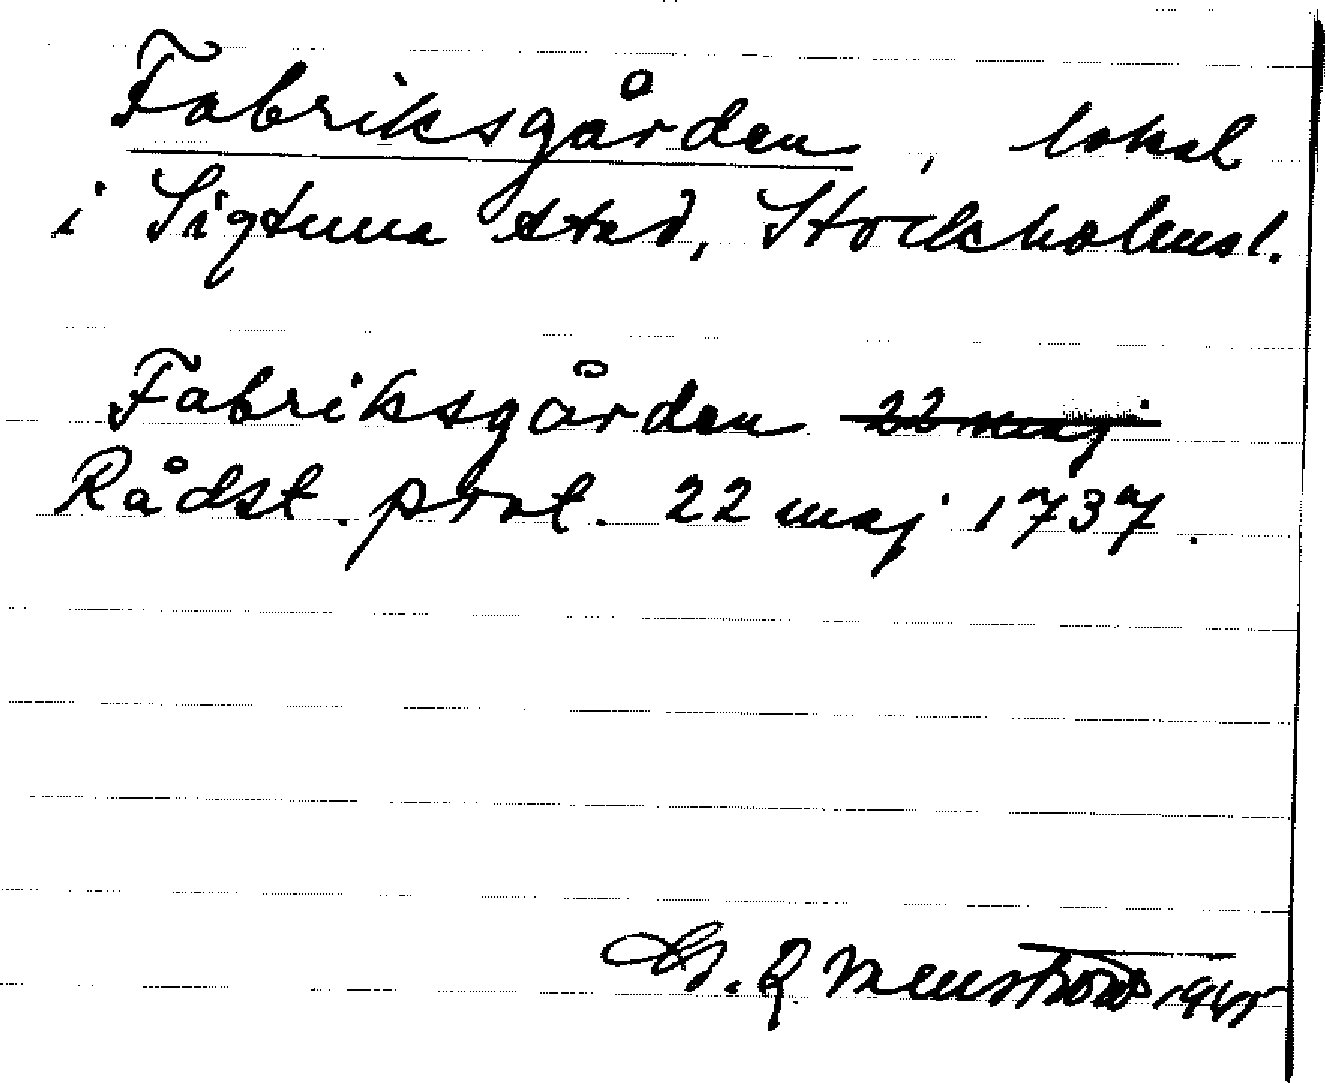 Fabriksgården, lokal
i Sigtuna stad, Stockholmsl.
Fabriksgården 22 maj
Rådst. prot. 22 maj 1737.